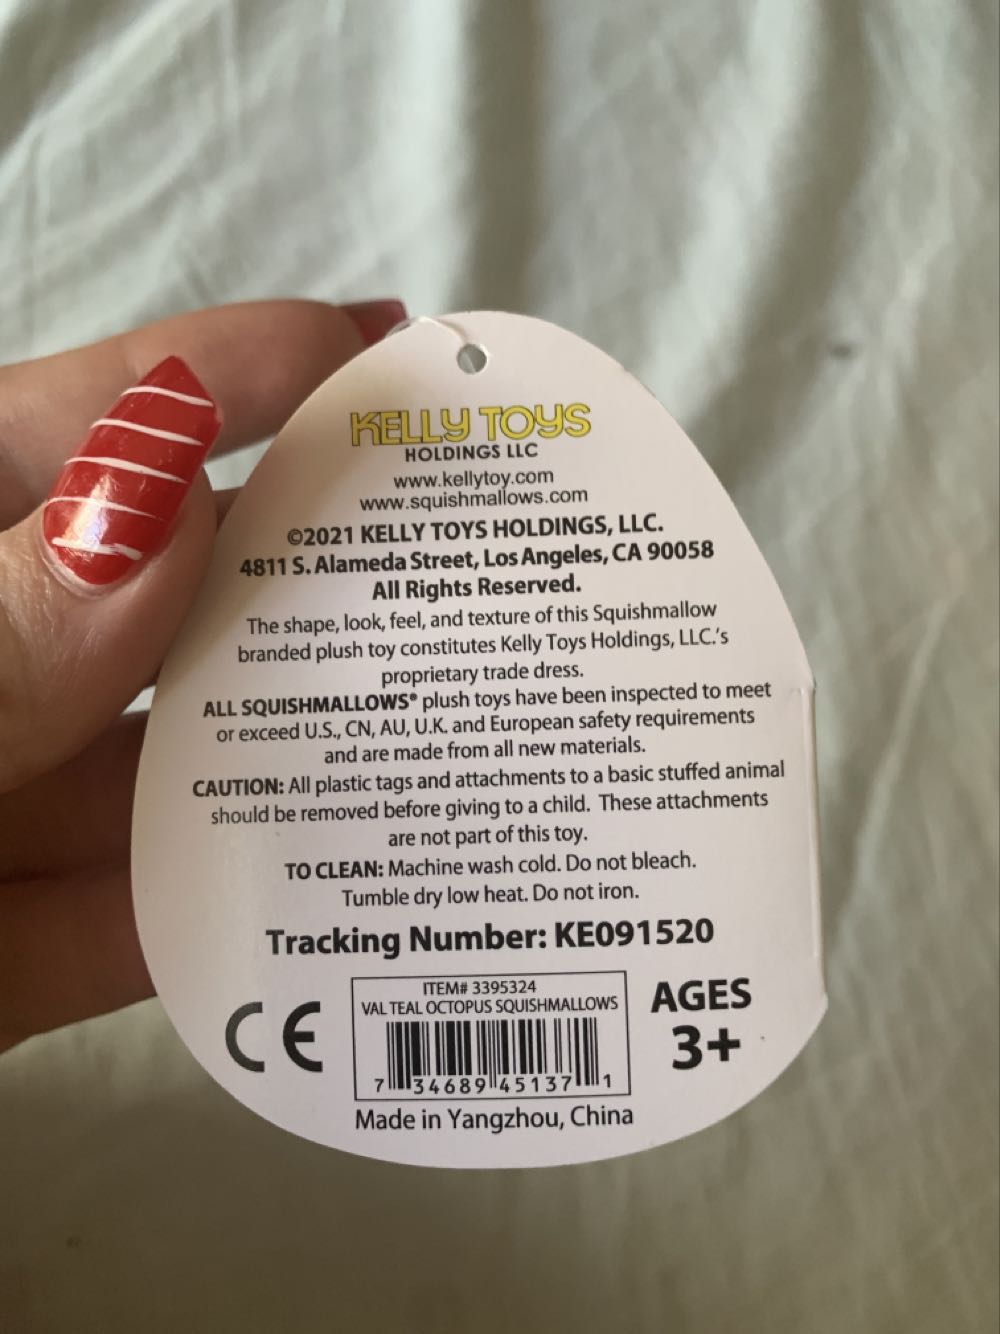 KELLY TOYS
HOLDINGS LLC
www.kellytoy.com
www.squishmallows.com
©2021 KELLY TOYS HOLDINGS, LLC.
4811 S. Alameda Street, Los Angeles, CA 90058
All Rights Reserved.
The shape, look, feel, and texture of this Squishmallow
branded plush toy constitutes Kelly Toys Holdings, LLC.'s
proprietary trade dress.
ALL SQUISHMALLOWS® plush toys have been inspected to meet
or exceed U.S., CN, AU, U.K. and European safety requirements
and are made from all new materials.
CAUTION: All plastic tags and attachments to a basic stuffed animal
should be removed before giving to a child. These attachments
are not part of this toy.
TO CLEAN: Machine wash cold. Do not bleach.
Tumble dry low heat. Do not iron.
Tracking Number: KE091520
CE
ITEM# 3395324
VAL TEAL OCTOPUS SQUISHMALLOWS
7 34689 45137 1
AGES
3+
Made in Yangzhou, China